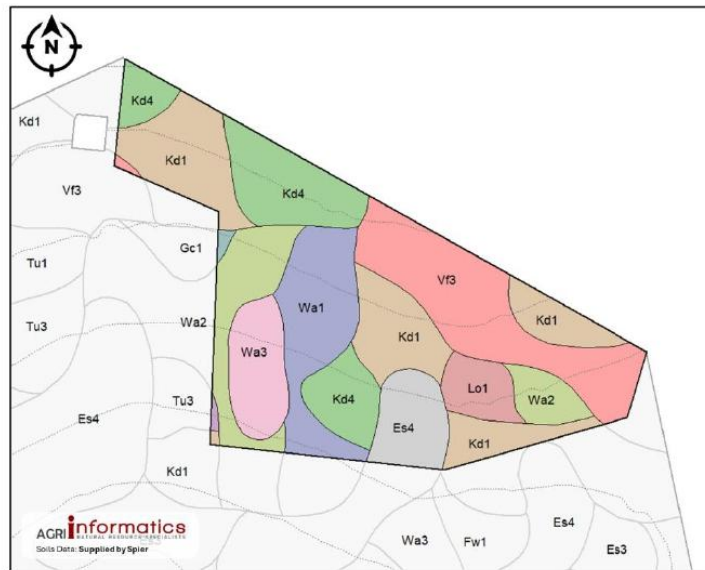 N
Kd4
Kd1
Kd1
Vf3
Kd4
Gc1
Vf3
Tu1
Wa2
Wa1
Kd1
Tu3
Wa3
Kd1
Lo1
Tu3
Kd4
Wa2
Es4
Es4
Kd1
Kd1
Es4
Wa3
Fw1
Es3
AGRI informatics
NATURAL RESOURCE SPECIALISTS
Soils Data: Supplied by Spier